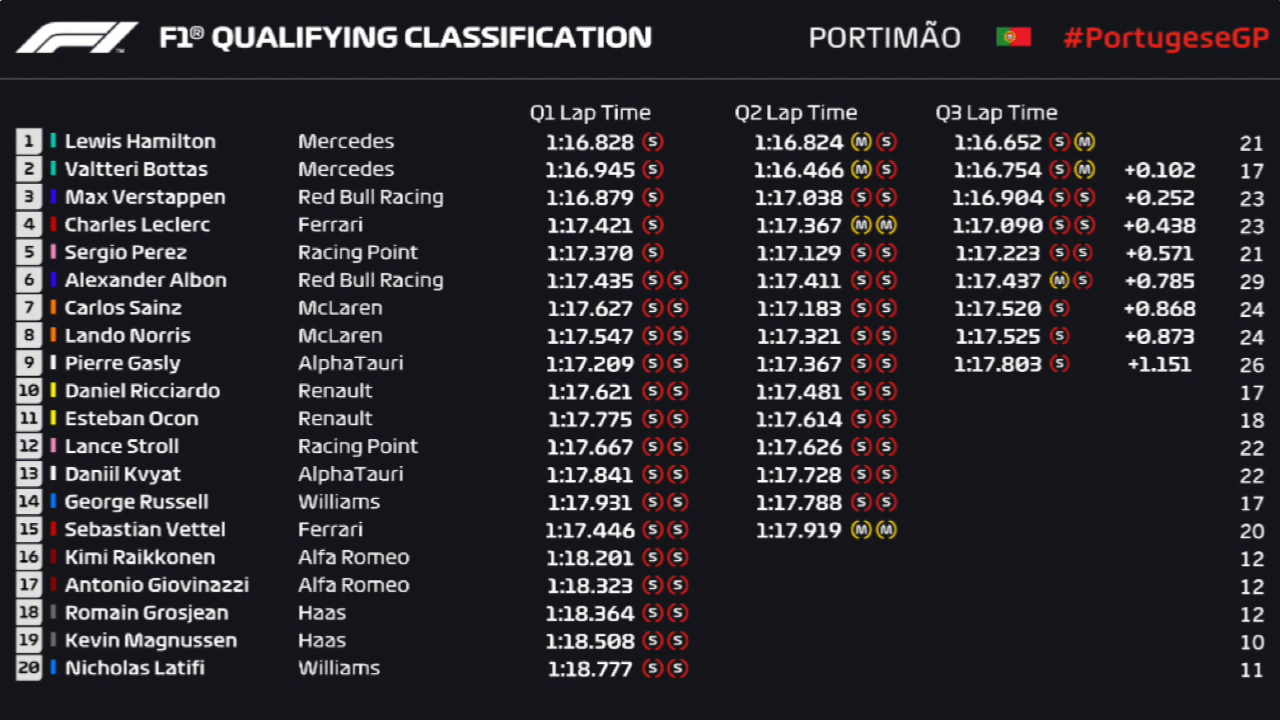 F1® QUALIFYING CLASSIFICATION PORTIMÃO #PortugeseGP
Q1 Lap Time Q2 Lap Time Q3 Lap Time
1 Lewis Hamilton Mercedes 1:16.828 S 1:16.824 M S 1:16.652 S M 21
2 Valtteri Bottas Mercedes 1:16.945 S 1:16.466 M S 1:16.754 S M +0.102 17
3 Max Verstappen Red Bull Racing 1:16.879 S 1:17.038 S S 1:16.904 S S +0.252 23
4 Charles Leclerc Ferrari 1:17.421 S 1:17.367 M M 1:17.090 S S +0.438 23
5 Sergio Perez Racing Point 1:17.370 S 1:17.129 S S 1:17.223 S S +0.571 21
6 Alexander Albon Red Bull Racing 1:17.435 S S 1:17.411 S S 1:17.437 M S +0.785 29
7 Carlos Sainz McLaren 1:17.627 S S 1:17.183 S S 1:17.520 S +0.868 24
8 Lando Norris McLaren 1:17.547 S S 1:17.321 S S 1:17.525 S +0.873 24
9 Pierre Gasly AlphaTauri 1:17.209 S S 1:17.367 S S 1:17.803 S +1.151 26
10 Daniel Ricciardo Renault 1:17.621 S S 1:17.481 S S 17
11 Esteban Ocon Renault 1:17.775 S S 1:17.614 S S 18
12 Lance Stroll Racing Point 1:17.667 S S 1:17.626 S S 22
13 Daniil Kvyat AlphaTauri 1:17.841 S S 1:17.728 S S 22
14 George Russell Williams 1:17.931 S S 1:17.788 S S 17
15 Sebastian Vettel Ferrari 1:17.446 S S 1:17.919 M M 20
16 Kimi Raikkonen Alfa Romeo 1:18.201 S S 12
17 Antonio Giovinazzi Alfa Romeo 1:18.323 S S 12
18 Romain Grosjean Haas 1:18.364 S S 12
19 Kevin Magnussen Haas 1:18.508 S S 10
20 Nicholas Latifi Williams 1:18.777 S S 11